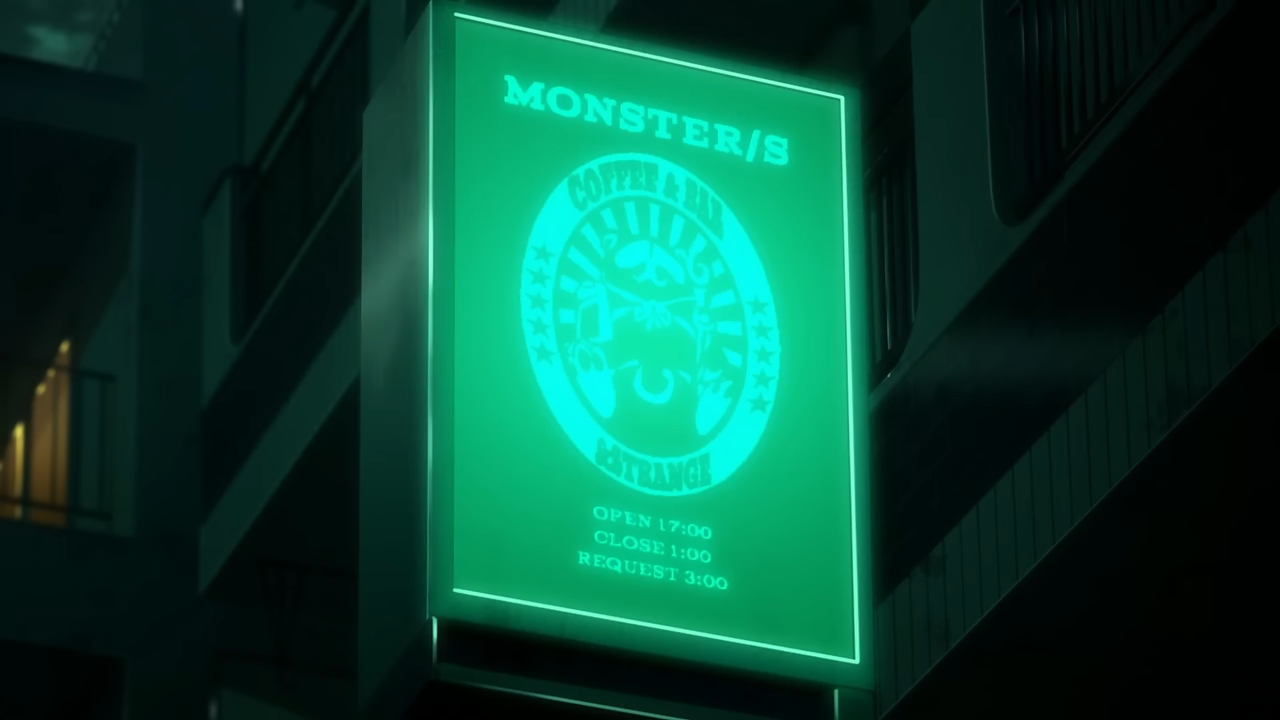 MONSTER/S
COFFEE & BAR
STRANGE
OPEN 17:00
CLOSE 1:00
REQUEST 3:00